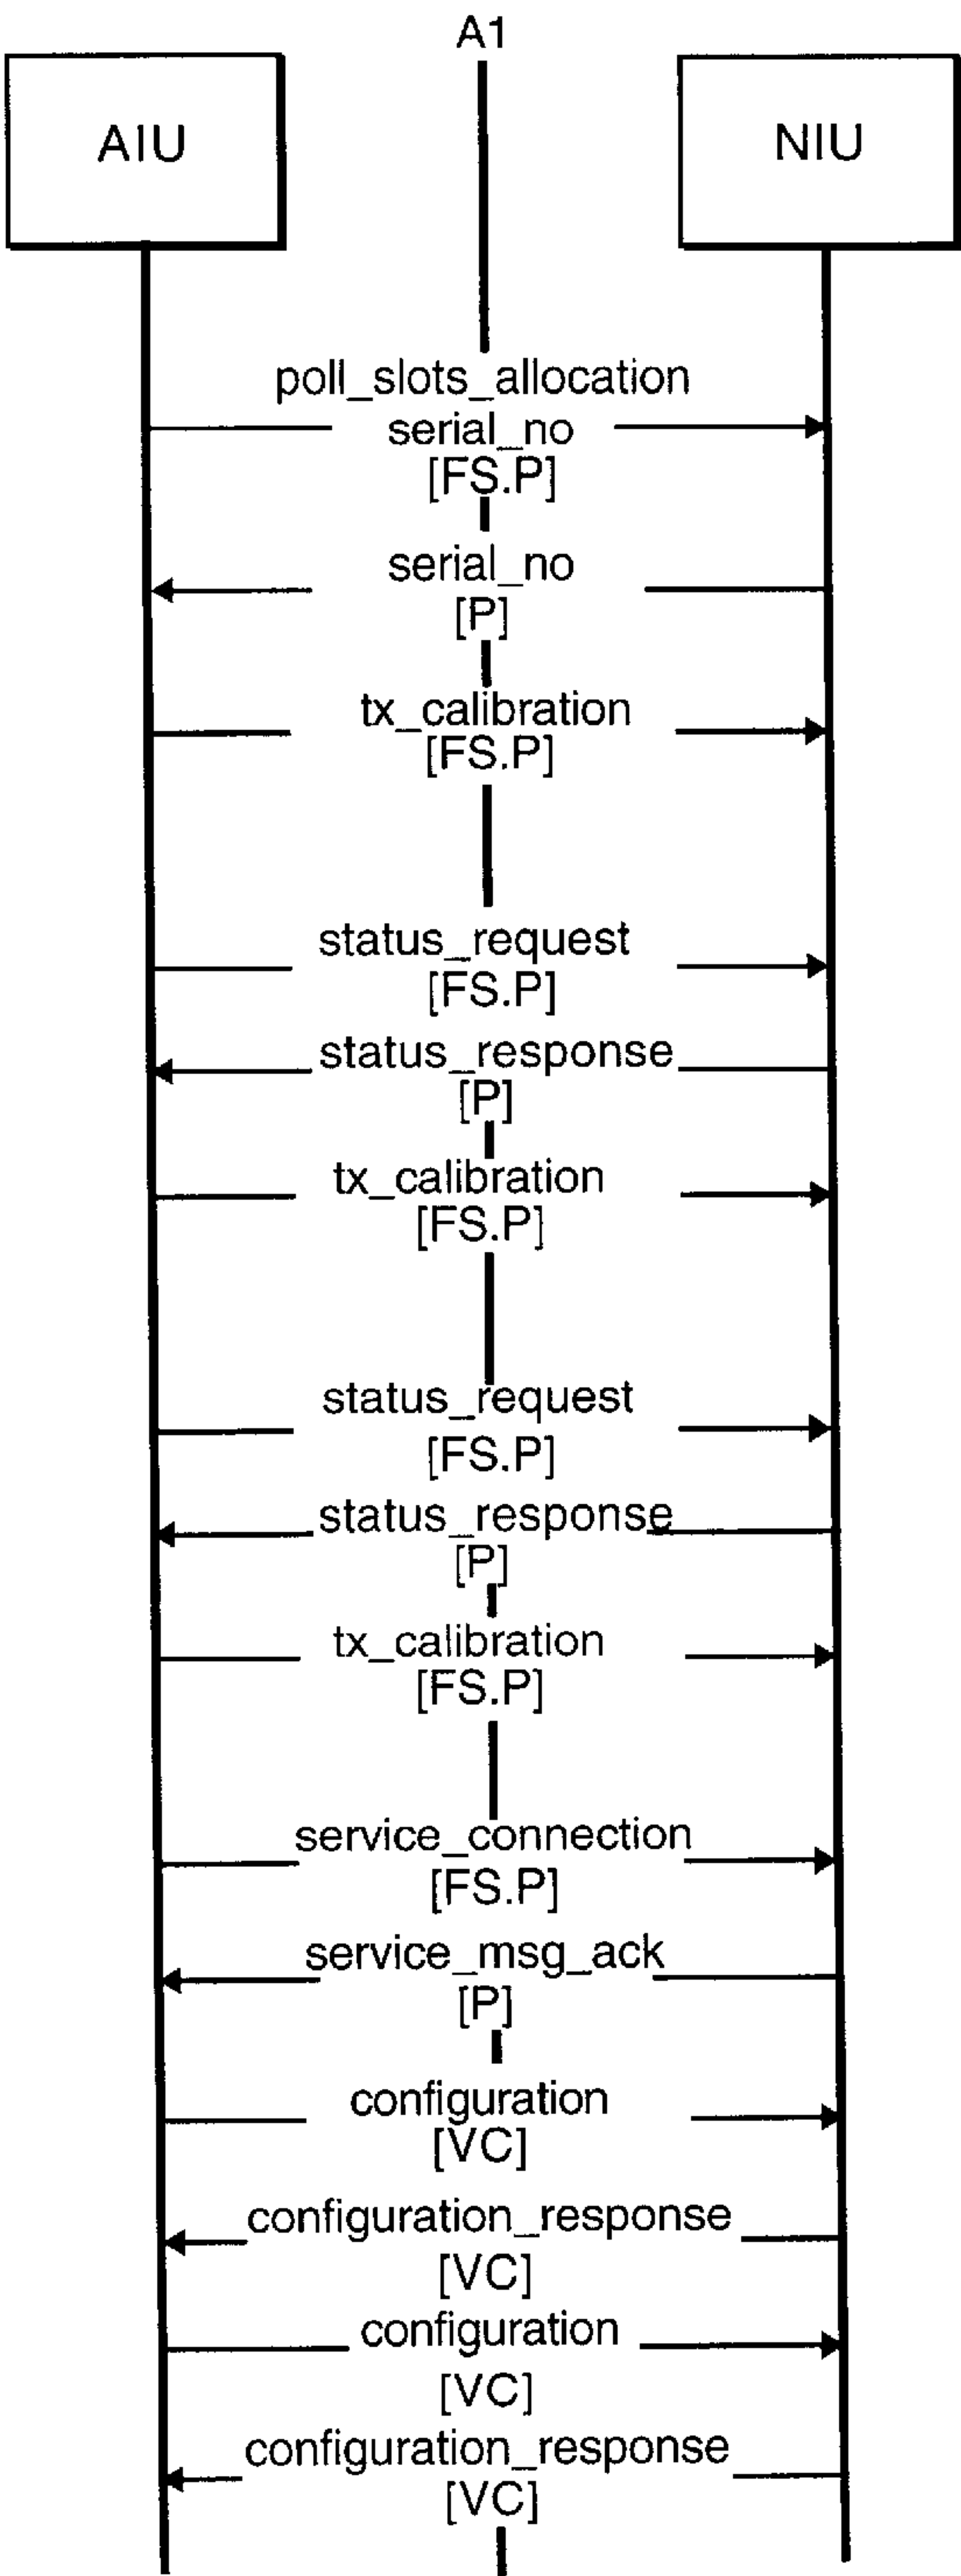 A1
AIU
NIU
poll_slots_allocation
serial_no
[FS.P]
serial_no
[P]
tx_calibration
[FS.P]
status_request
[FS.P]
status_response
[P]
tx_calibration
[FS.P]
status_request
[FS.P]
status_response
[P]
tx_calibration
[FS.P]
service_connection
[FS.P]
service_msg_ack
[P]
configuration
[VC]
configuration_response
[VC]
configuration
[VC]
configuration_response
[VC]